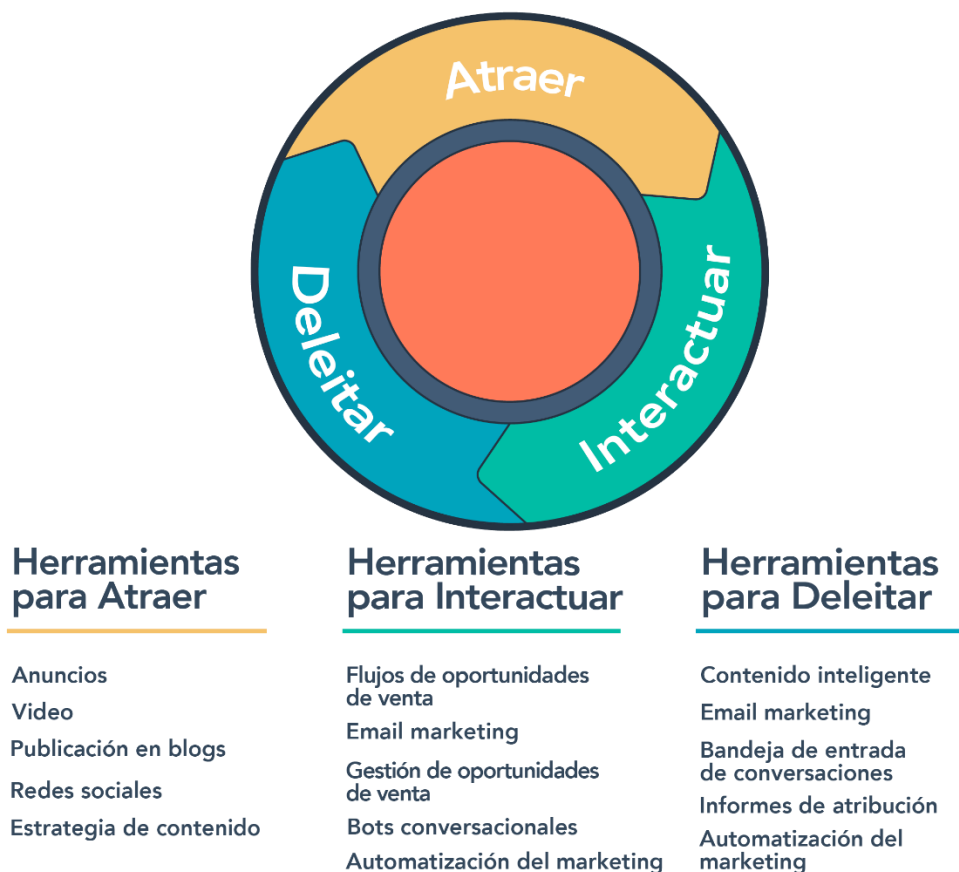 Atraer
Interactuar
Deleitar
Herramientas
para Atraer
Anuncios
Video
Publicación en blogs
Redes sociales
Estrategia de contenido
Herramientas
para Interactuar
Flujos de oportunidades
de venta
Email marketing
Gestión de oportunidades
de venta
Bots conversacionales
Automatización del marketing
Herramientas
para Deleitar
Contenido inteligente
Email marketing
Bandeja de entrada
de conversaciones
Informes de atribución
Automatización del
marketing